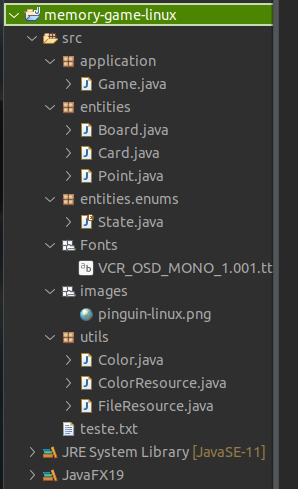 memory-game-linux
src
application
Game.java
entities
Board.java
Card.java
Point.java
entities.enums
State.java
Fonts
VCR_OSD_MONO_1.001.tt
images
pinguin-linux.png
utils
Color.java
ColorResource.java
FileResource.java
teste.txt
JRE System Library [JavaSE-11]
JavaFX19